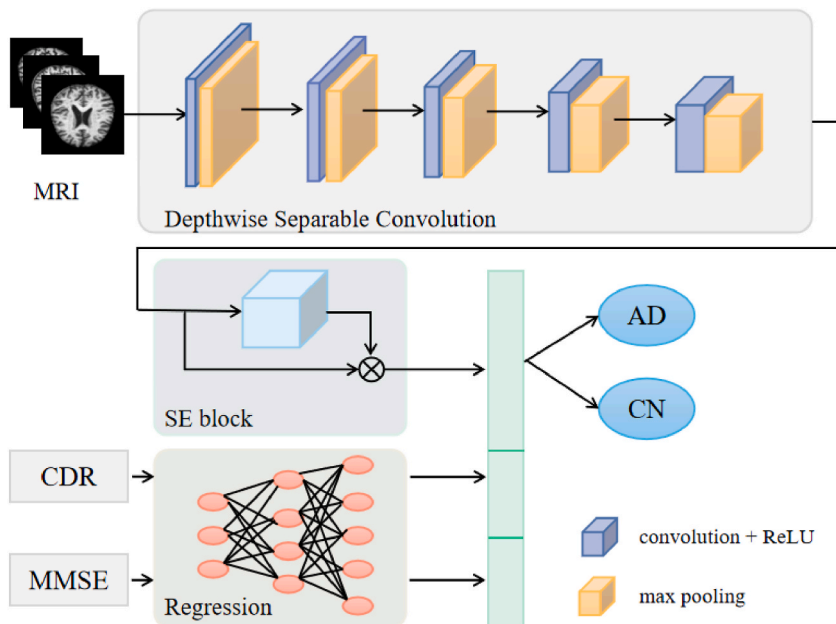 MRI
Depthwise Separable Convolution
SE block
AD
CN
CDR
MMSE
Regression
convolution + ReLU
max pooling